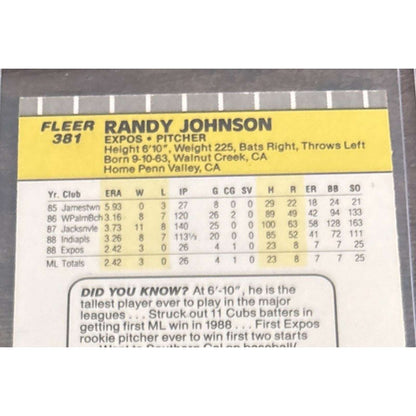 FLEER
381
RANDY JOHNSON
EXPOS • PITCHER
Height 6'10", Weight 225, Bats Right, Throws Left
Born 9-10-63, Walnut Creek, CA
Home Penn Valley, CA
Yr. Club ERA W L IP G CG SV H R ER BB SO
85 Jamestwn 5.93 0 3 27 8 0 0 29 22 18 24 21
86 WPalmBch 3.16 8 7 120 26 2 0 89 49 42 94 133
87 Jacksnvle 3.73 11 8 140 25 0 0 100 63 58 128 163
88 Indiapls 3.26 8 7 113⅓ 20 0 0 85 52 41 72 111
88 Expos 2.42 3 0 26 4 1 0 23 8 7 7 25
ML Totals 2.42 3 0 26 4 1 0 23 8 7 7 25
DID YOU KNOW? At 6'-10", he is the
tallest player ever to play in the major
leagues . . . Struck out 11 Cubs batters in
getting first ML win in 1988 . . . First Expos
rookie pitcher ever to win first two starts
. . . Went to Southern Cal on baseball/